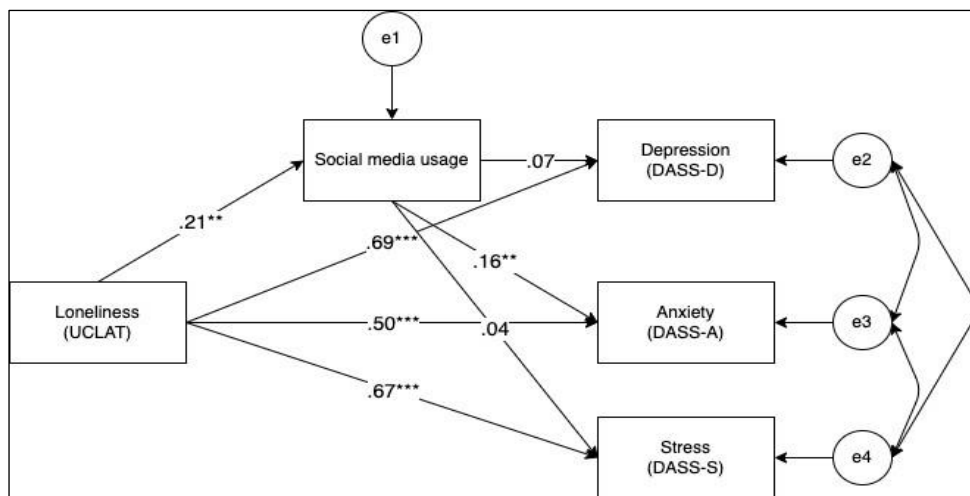 e1
Social media usage
.07
Depression
(DASS-D)
e2
.21**
.69***
.16**
Loneliness
(UCLAT)
.50***
.04
Anxiety
(DASS-A)
e3
.67***
Stress
(DASS-S)
e4